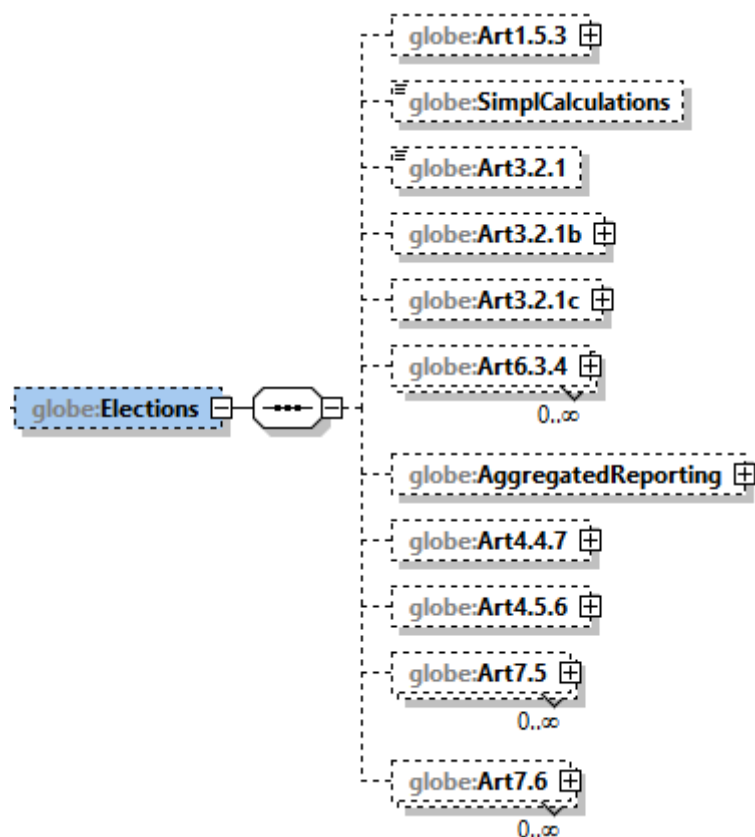 globe:Art1.5.3
globe:SimplCalculations
globe:Art3.2.1
globe:Art3.2.1b
globe:Art3.2.1c
globe:Art6.3.4
0..∞
globe:Elections
globe:AggregatedReporting
globe:Art4.4.7
globe:Art4.5.6
globe:Art7.5
0..∞
globe:Art7.6
0..∞